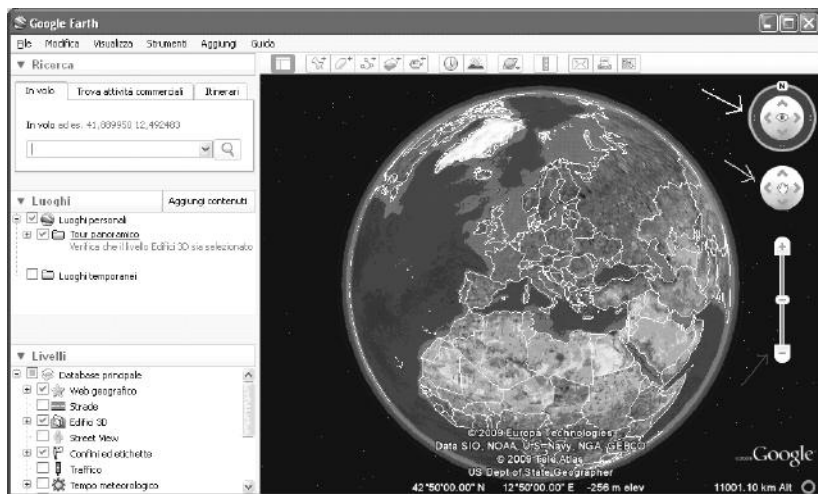 Google Earth
File Modifica Visualizza Strumenti Aggiungi Guida
Ricerca
In volo Trova attività commerciali Itinerari
In volo ad es. 41,889958 12,492483
Luoghi Aggiungi contenuti
Luoghi personali
Tour panoramico
Verifica che il livello Edifici 3D sia selezionato
Luoghi temporanei
Livelli
Database principale
Web geografico
Strade
Edifici 3D
Street View
Confini ed etichette
Traffico
Tempo meteorologico
N
© 2009 Europa Technologies
Data SIO, NOAA, U.S. Navy, NGA, GEBCO
© 2009 Tele Atlas
US Dept of State Geographer
Google
42°50'00.00" N 12°50'00.00" E -256 m elev 11001.10 km Alt